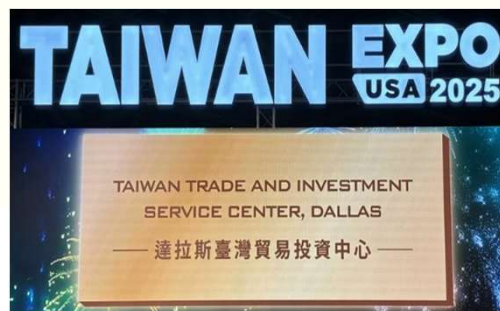 TAIWAN EXPO
USA 2025
TAIWAN TRADE AND INVESTMENT
SERVICE CENTER, DALLAS
達拉斯臺灣貿易投資中心